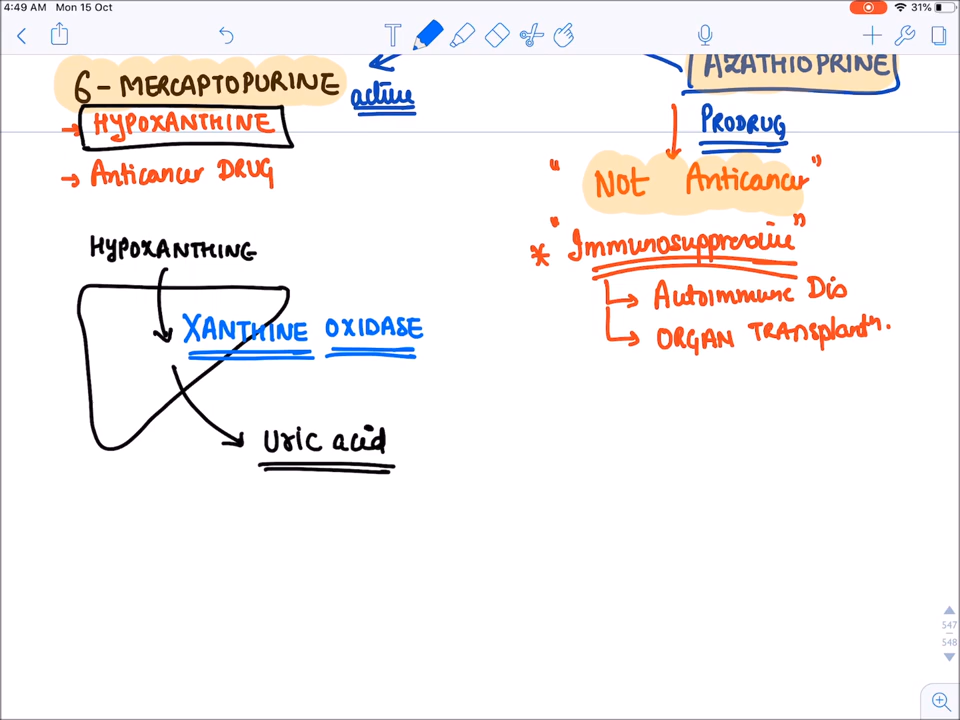 4:49 AM Mon 15 Oct
31%
T
6 - MERCAPTOPURINE
→ HYPOXANTHINE
→ Anticancer DRUG
active
AZATHIOPRINE
PRODRUG
" Not Anticancer "
* " Immunosuppressive "
→ Autoimmune Dis
→ ORGAN TRANSplantn.
HYPOXANTHINE
XANTHINE OXIDASE
Uric acid
547
548